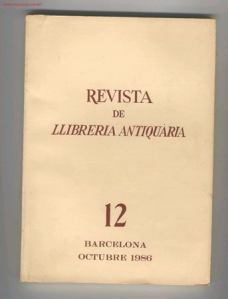 REVISTA
DE
LLIBRERIA ANTIQUÀRIA
12
BARCELONA
OCTUBRE 1986